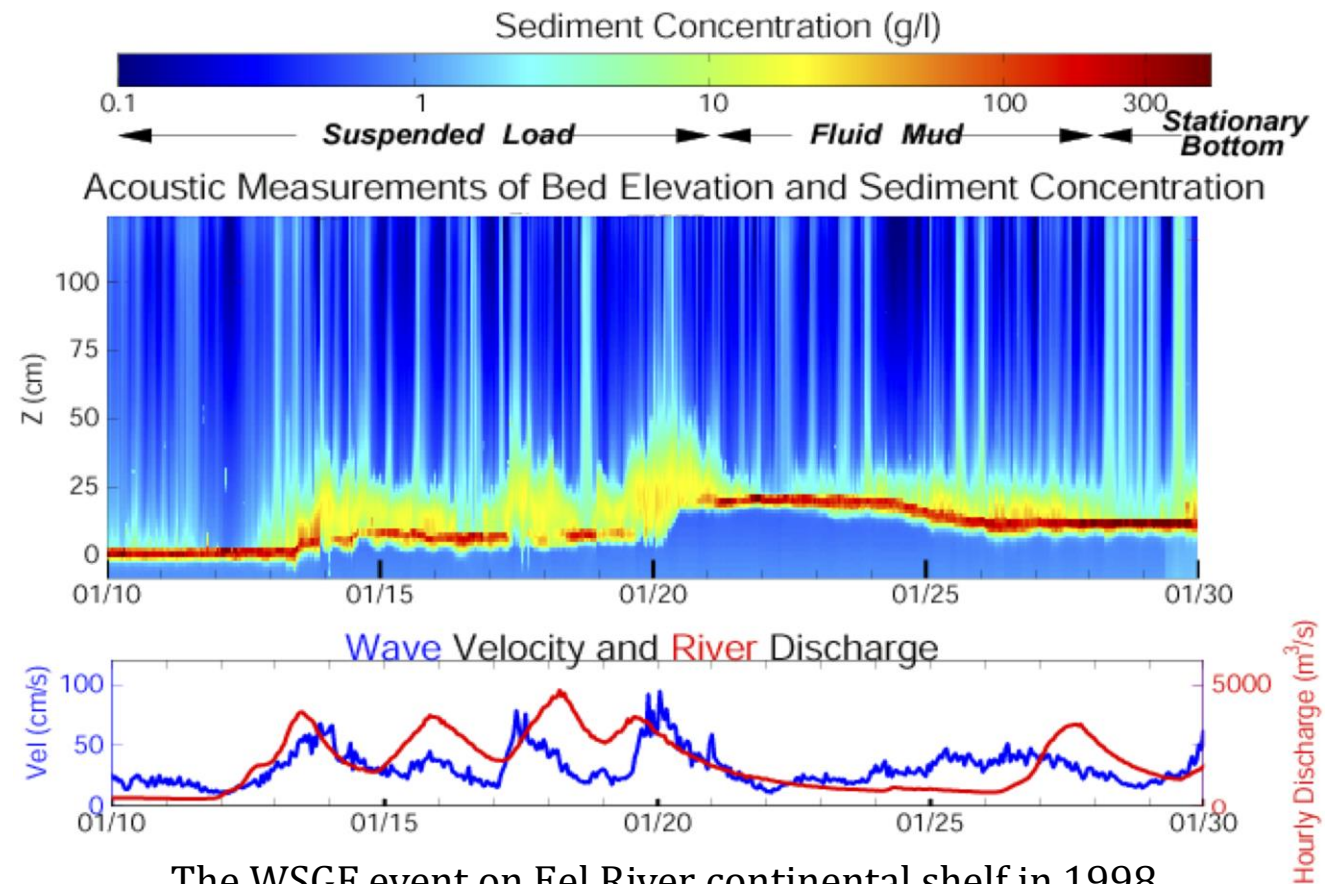 Sediment Concentration (g/l)
0.1 1 10 100 300
Suspended Load Fluid Mud Stationary Bottom
Acoustic Measurements of Bed Elevation and Sediment Concentration
Z (cm)
100
75
50
25
0
01/10 01/15 01/20 01/25 01/30
Wave Velocity and River Discharge
Vel (cm/s)
100
50
0
5000
0
Hourly Discharge (m³/s)
01/10 01/15 01/20 01/25 01/30
The WSGF event on Eel River continental shelf in 1998